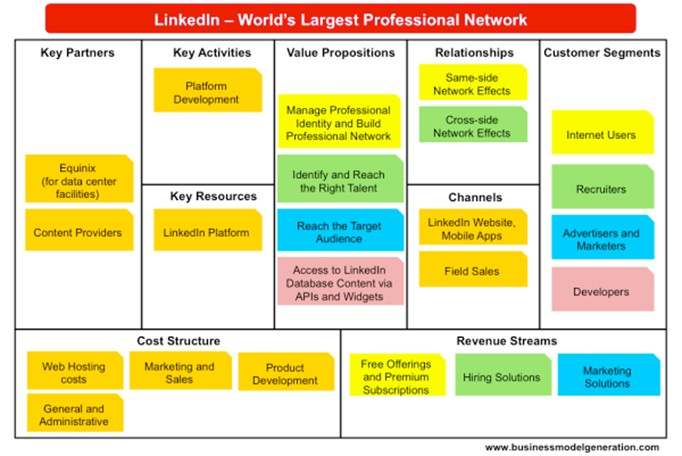 LinkedIn – World's Largest Professional Network
Key Partners
Equinix
(for data center
facilities)
Content Providers
Key Activities
Platform
Development
Key Resources
LinkedIn Platform
Value Propositions
Manage Professional
Identity and Build
Professional Network
Identify and Reach
the Right Talent
Reach the Target
Audience
Access to LinkedIn
Database Content via
APIs and Widgets
Relationships
Same-side
Network Effects
Cross-side
Network Effects
Channels
LinkedIn Website,
Mobile Apps
Field Sales
Customer Segments
Internet Users
Recruiters
Advertisers and
Marketers
Developers
Cost Structure
Web Hosting
costs
Marketing and
Sales
Product
Development
General and
Administrative
Revenue Streams
Free Offerings
and Premium
Subscriptions
Hiring Solutions
Marketing
Solutions
www.businessmodelgeneration.com